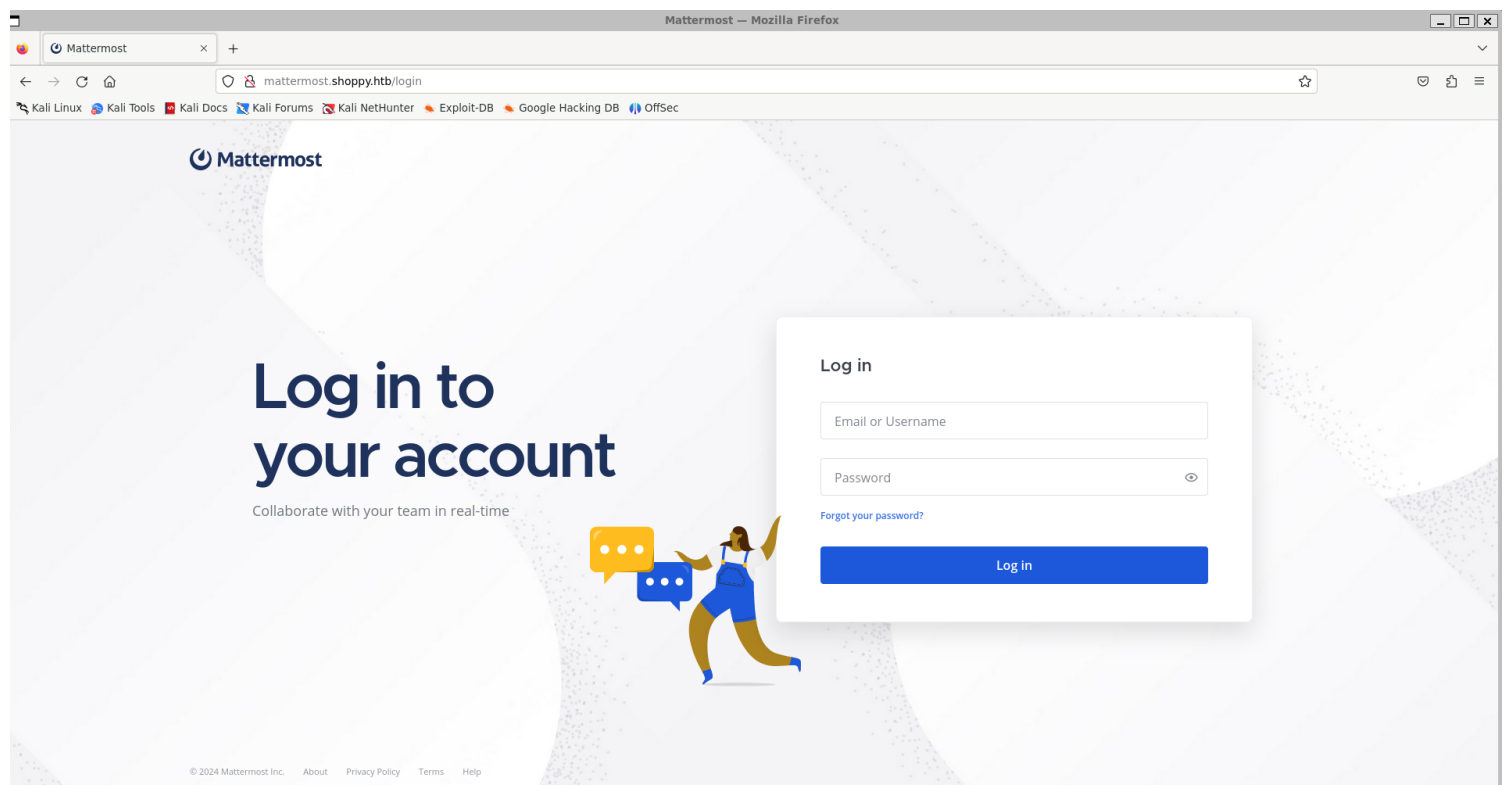 Mattermost — Mozilla Firefox
Mattermost
mattermost.shoppy.htb/login
Kali Linux Kali Tools Kali Docs Kali Forums Kali NetHunter Exploit-DB Google Hacking DB OffSec
Mattermost
Log in to
your account
Collaborate with your team in real-time
Log in
Email or Username
Password
Forgot your password?
Log in
© 2024 Mattermost Inc. About Privacy Policy Terms Help